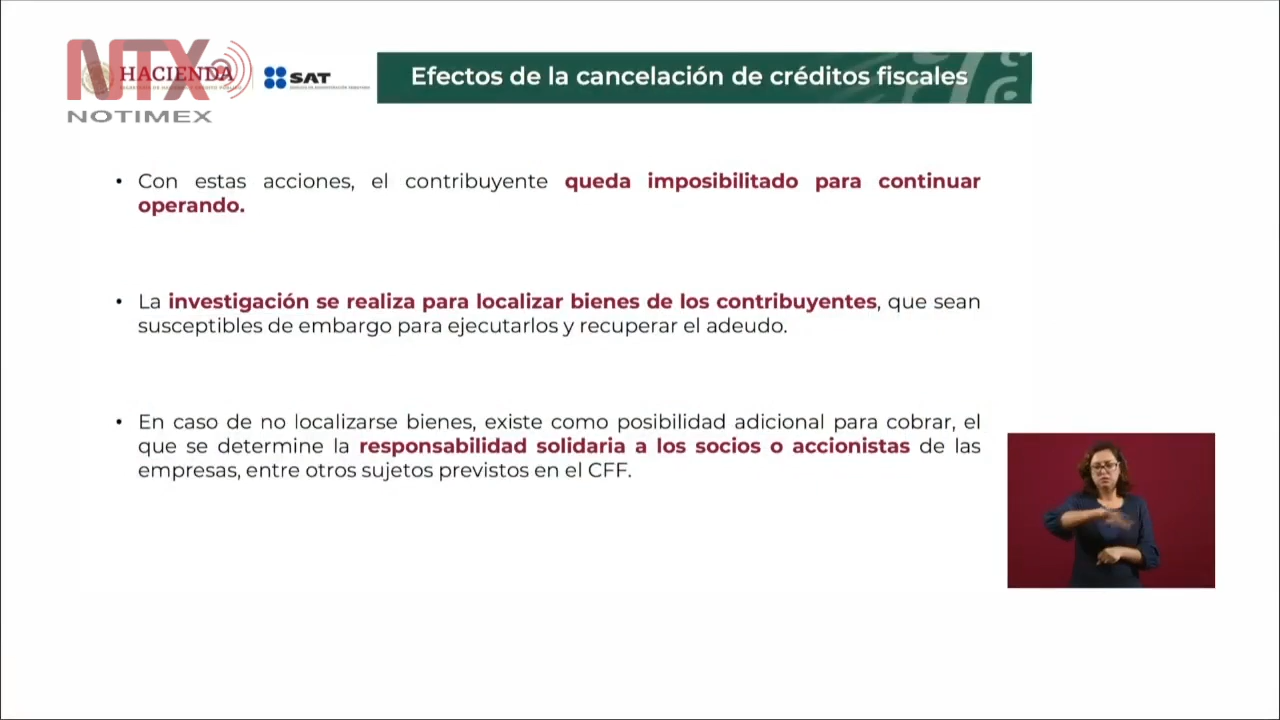 NTX
HACIENDA
SAT
NOTIMEX
Efectos de la cancelación de créditos fiscales
• Con estas acciones, el contribuyente queda imposibilitado para continuar
operando.
• La investigación se realiza para localizar bienes de los contribuyentes, que sean
susceptibles de embargo para ejecutarlos y recuperar el adeudo.
• En caso de no localizarse bienes, existe como posibilidad adicional para cobrar, el
que se determine la responsabilidad solidaria a los socios o accionistas de las
empresas, entre otros sujetos previstos en el CFF.